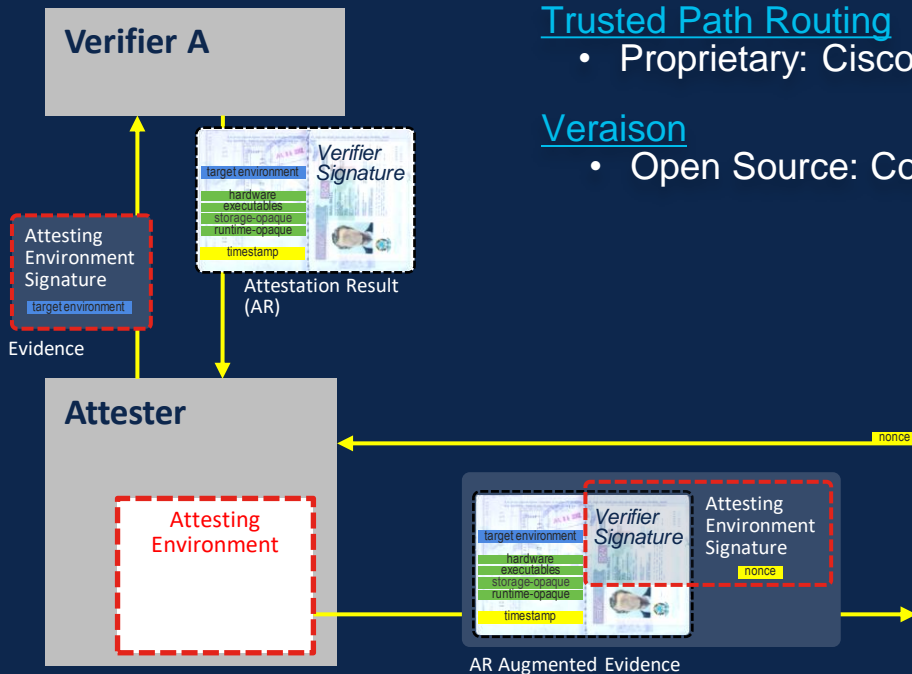 Verifier A
Trusted Path Routing
• Proprietary: Cisco
Veraison
• Open Source: Co
target environment
hardware
executables
storage-opaque
runtime-opaque
timestamp
Verifier
Signature
Attestation Result
(AR)
Attesting
Environment
Signature
target environment
Evidence
Attester
nonce
Attesting
Environment
target environment
hardware
executables
storage-opaque
runtime-opaque
timestamp
Verifier
Signature
Attesting
Environment
Signature
nonce
AR Augmented Evidence